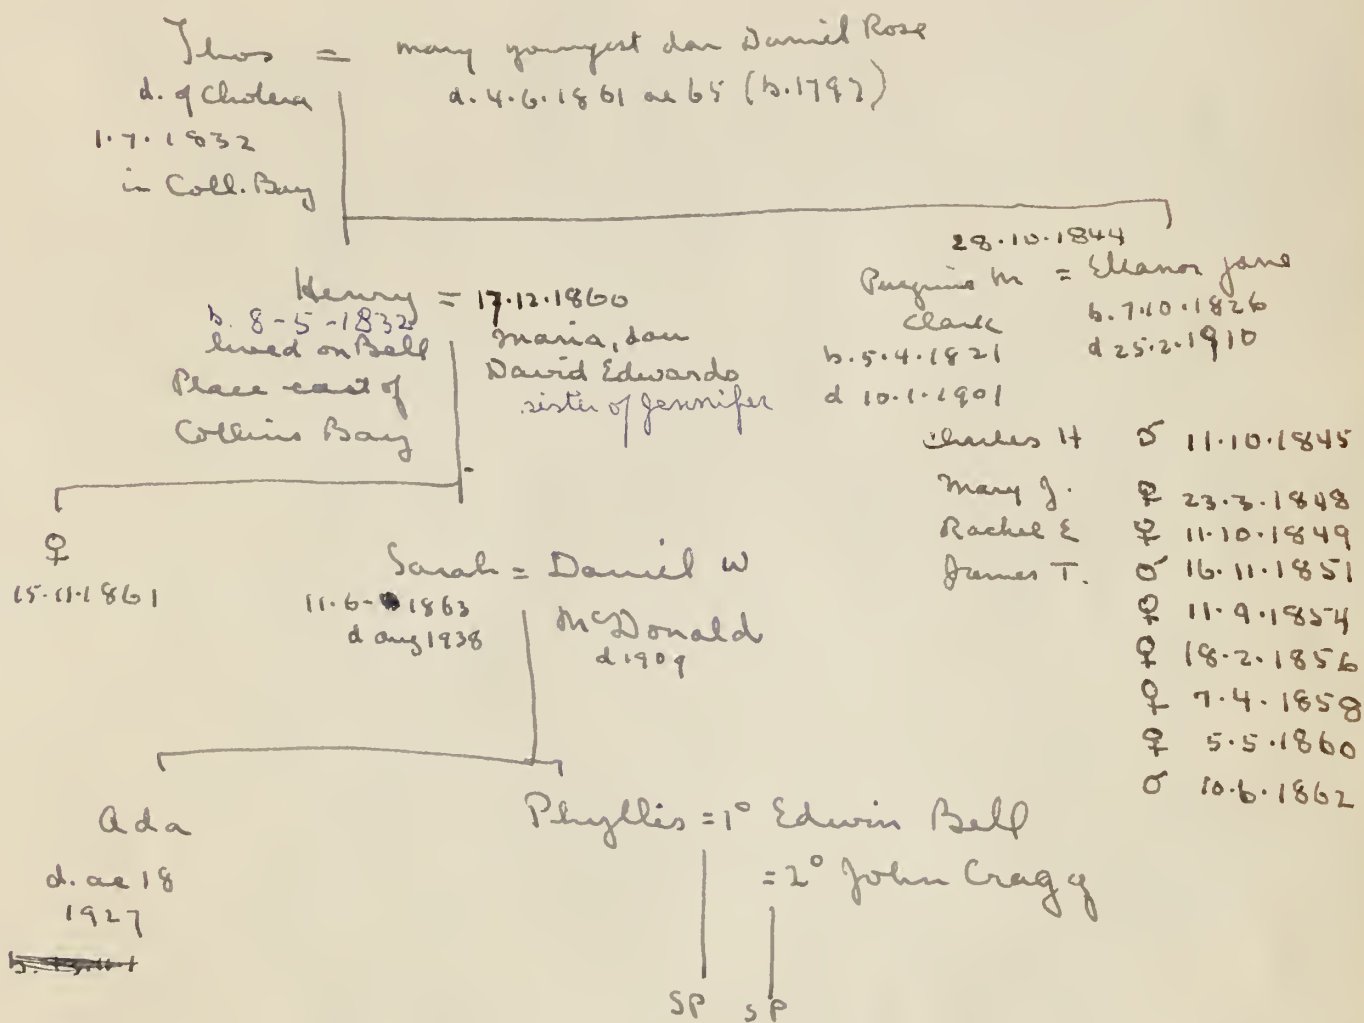 Thos = Mary youngest dau Daniel Rose
d. of Cholera
1.7.1832
in Coll. Bay
d. 4.6.1861 ae 65 (b. 1797)
Henry = 17.12.1860
b. 8-5-1832
lived on Bell
Place east of
Collins Bay
Maria, dau
David Edwards
sister of Jennifer
28.10.1844
M = Eleanor Jane
Clark
b. 5.4.1821
d 10.1.1901
b. 7.10.1826
d 25.2.1910
Charles H ♂ 11.10.1845
Mary J. ♀ 23.3.1848
Rachel E ♀ 11.10.1849
James T. ♂ 16.11.1851
♀ 11.9.1854
♀ 18.2.1856
♀ 7.4.1858
♀ 5.5.1860
♂ 10.6.1862
♀
15.11.1861
Sarah = Daniel W
11.6-1863
d aug 1938
McDonald
d 1909
Ada
d. ae 18
1927
Phyllis = 1° Edwin Bell
= 2° John Cragg
SP SP